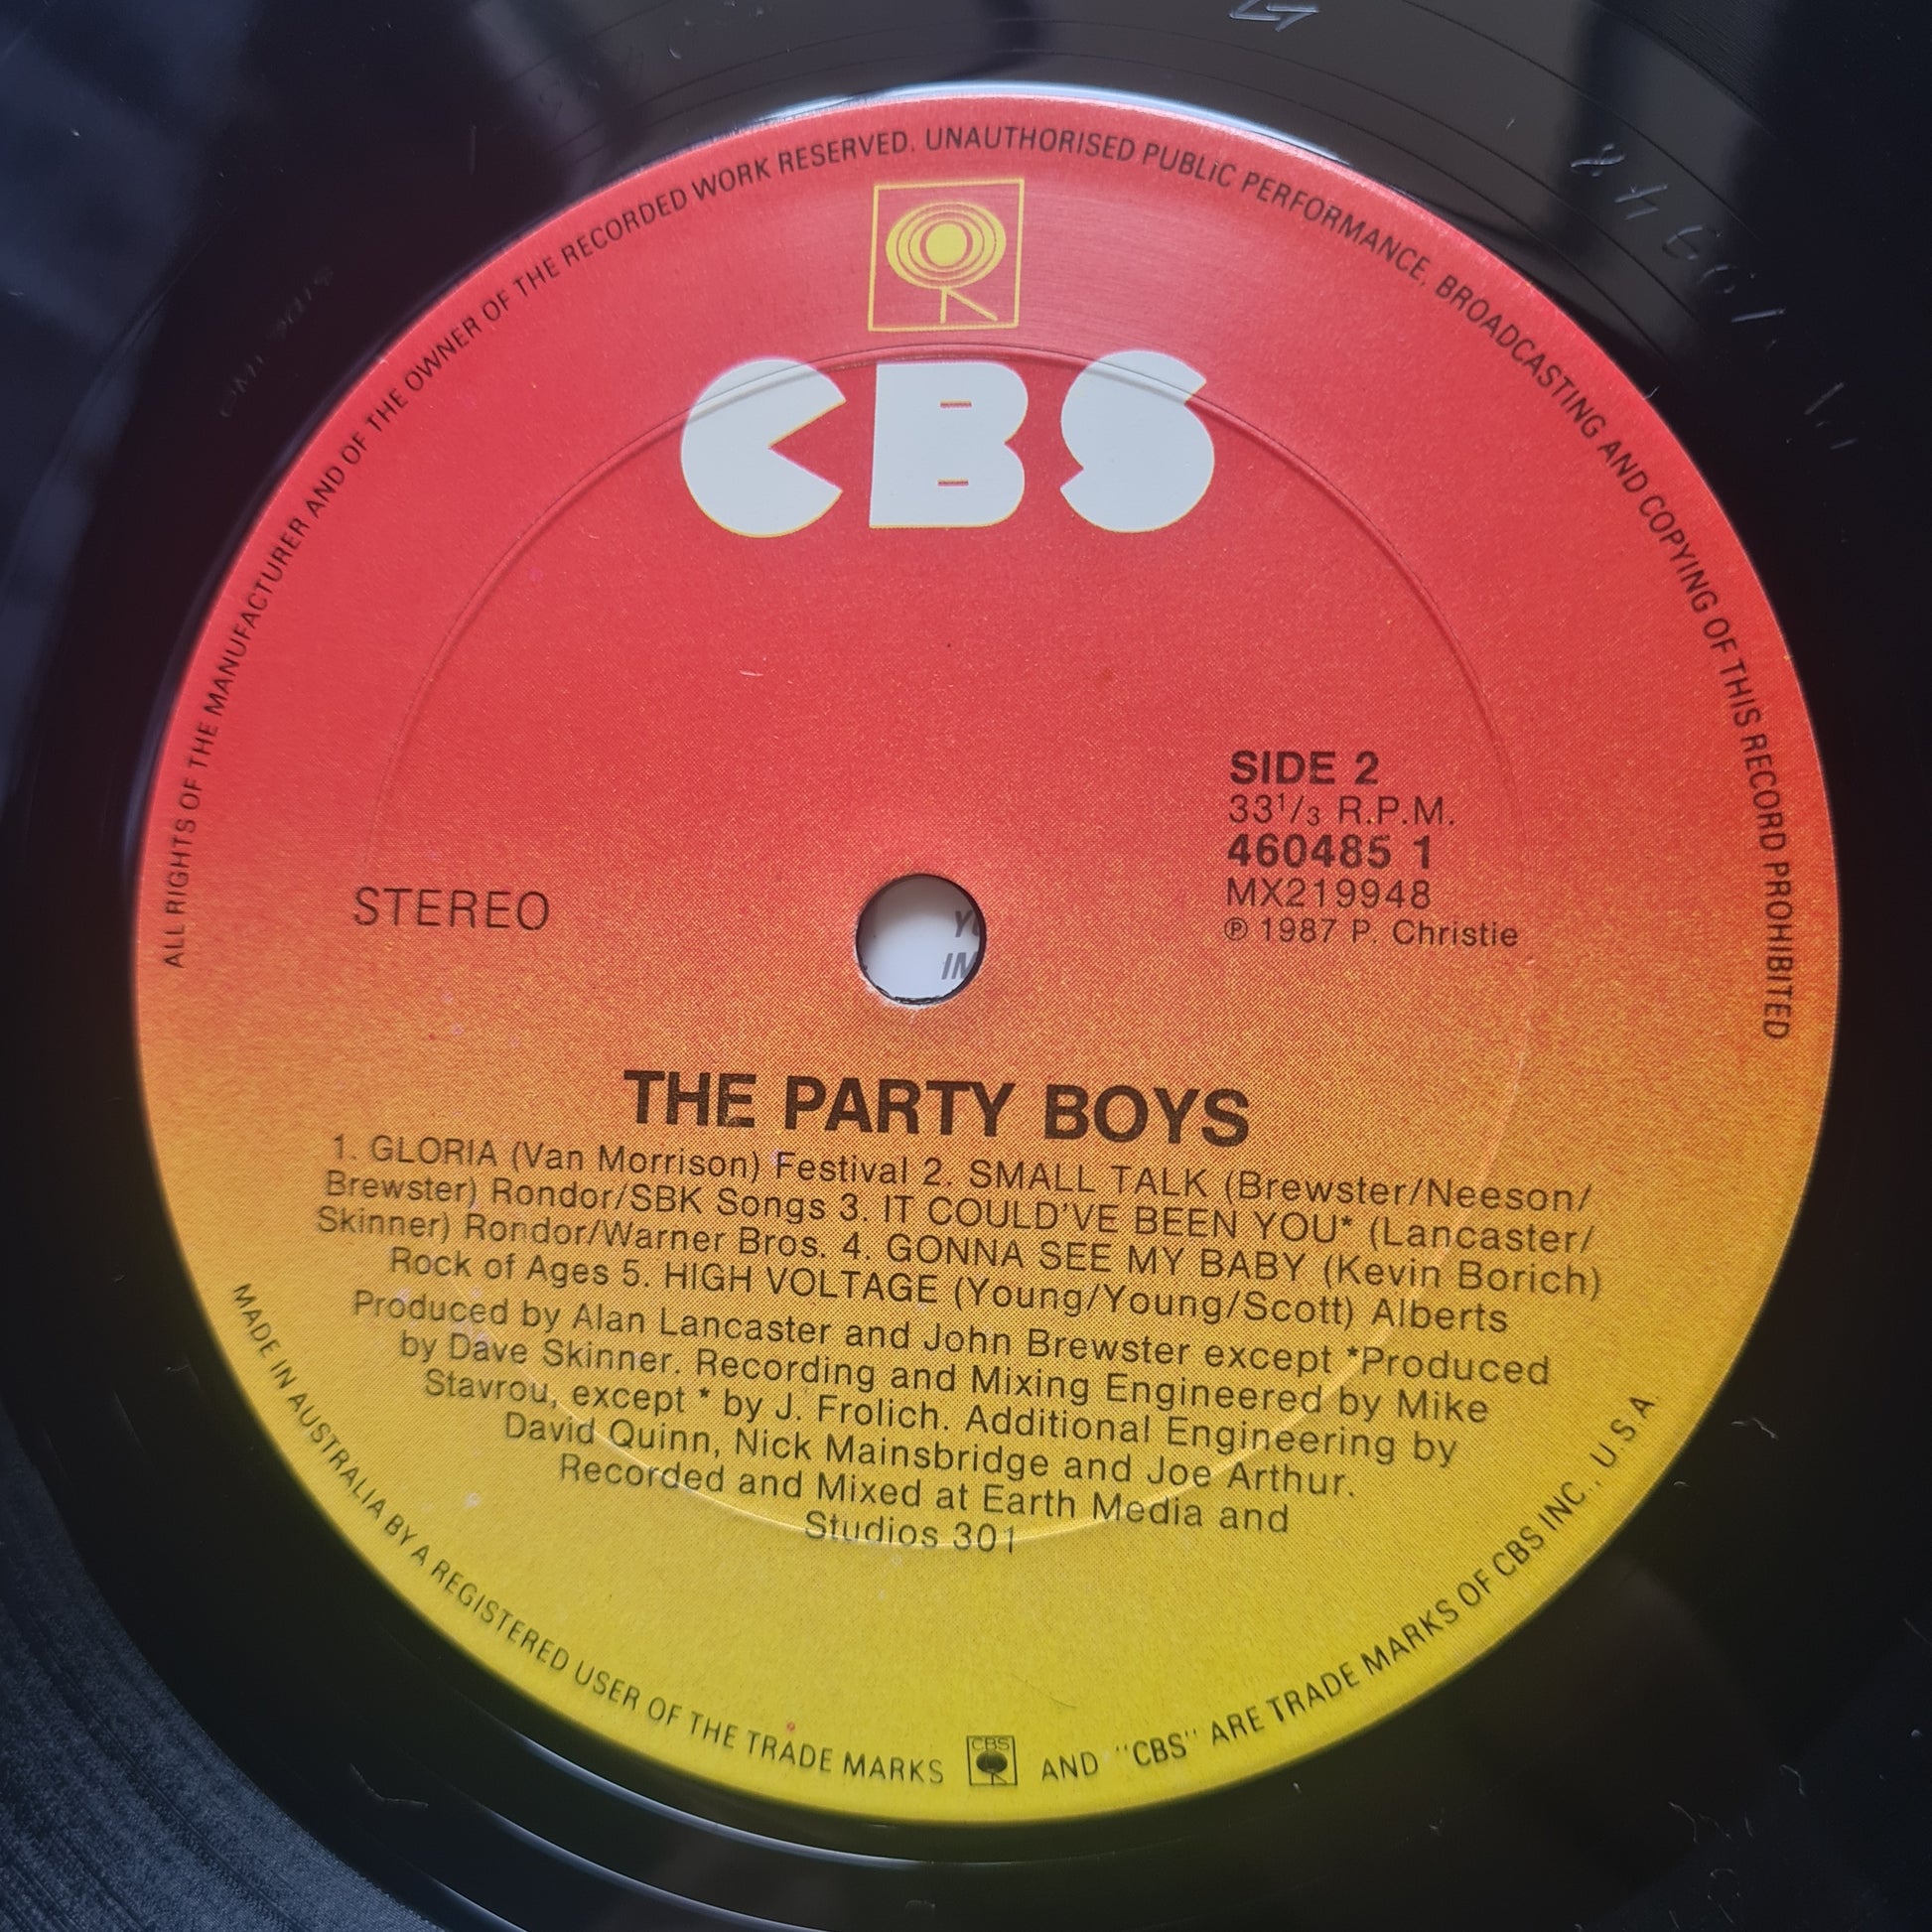 ALL RIGHTS OF THE MANUFACTURER AND OF THE OWNER OF THE RECORDED WORK RESERVED. UNAUTHORISED PUBLIC PERFORMANCE, BROADCASTING AND COPYING OF THIS RECORD PROHIBITED
CBS
SIDE 2
33 1/3 R.P.M.
460485 1
MX219948
℗ 1987 P. Christie
STEREO
THE PARTY BOYS
1. GLORIA (Van Morrison) Festival 2. SMALL TALK (Brewster/Neeson/
Brewster) Rondor/SBK Songs 3. IT COULD'VE BEEN YOU* (Lancaster/
Skinner) Rondor/Warner Bros. 4. GONNA SEE MY BABY (Kevin Borich)
Rock of Ages 5. HIGH VOLTAGE (Young/Young/Scott) Alberts
Produced by Alan Lancaster and John Brewster except *Produced
by Dave Skinner. Recording and Mixing Engineered by Mike
Stavrou, except * by J. Frolich. Additional Engineering by
David Quinn, Nick Mainsbridge and Joe Arthur.
Recorded and Mixed at Earth Media and
Studios 301
MADE IN AUSTRALIA BY A REGISTERED USER OF THE TRADE MARKS CBS AND "CBS" ARE TRADE MARKS OF CBS INC., U.S.A.